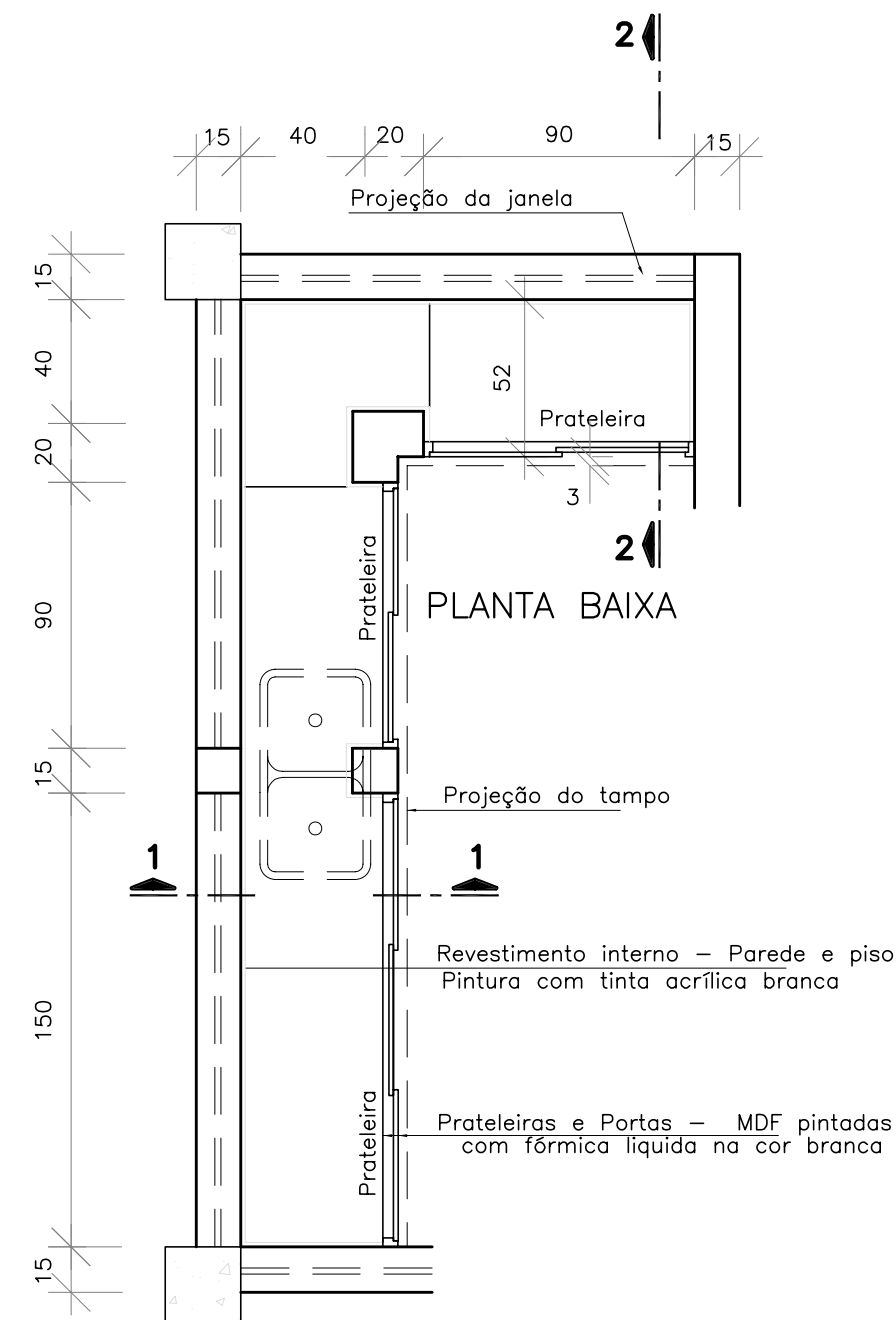 2
15 40 20 90 15
Projeção da janela
15
40
20
90
15
150
15
52
Prateleira
3
2
Prateleira
PLANTA BAIXA
Projeção do tampo
1 1
Revestimento interno – Parede e piso
Pintura com tinta acrílica branca
Prateleira
Prateleiras e Portas – MDF pintadas
com fórmica liquida na cor branca